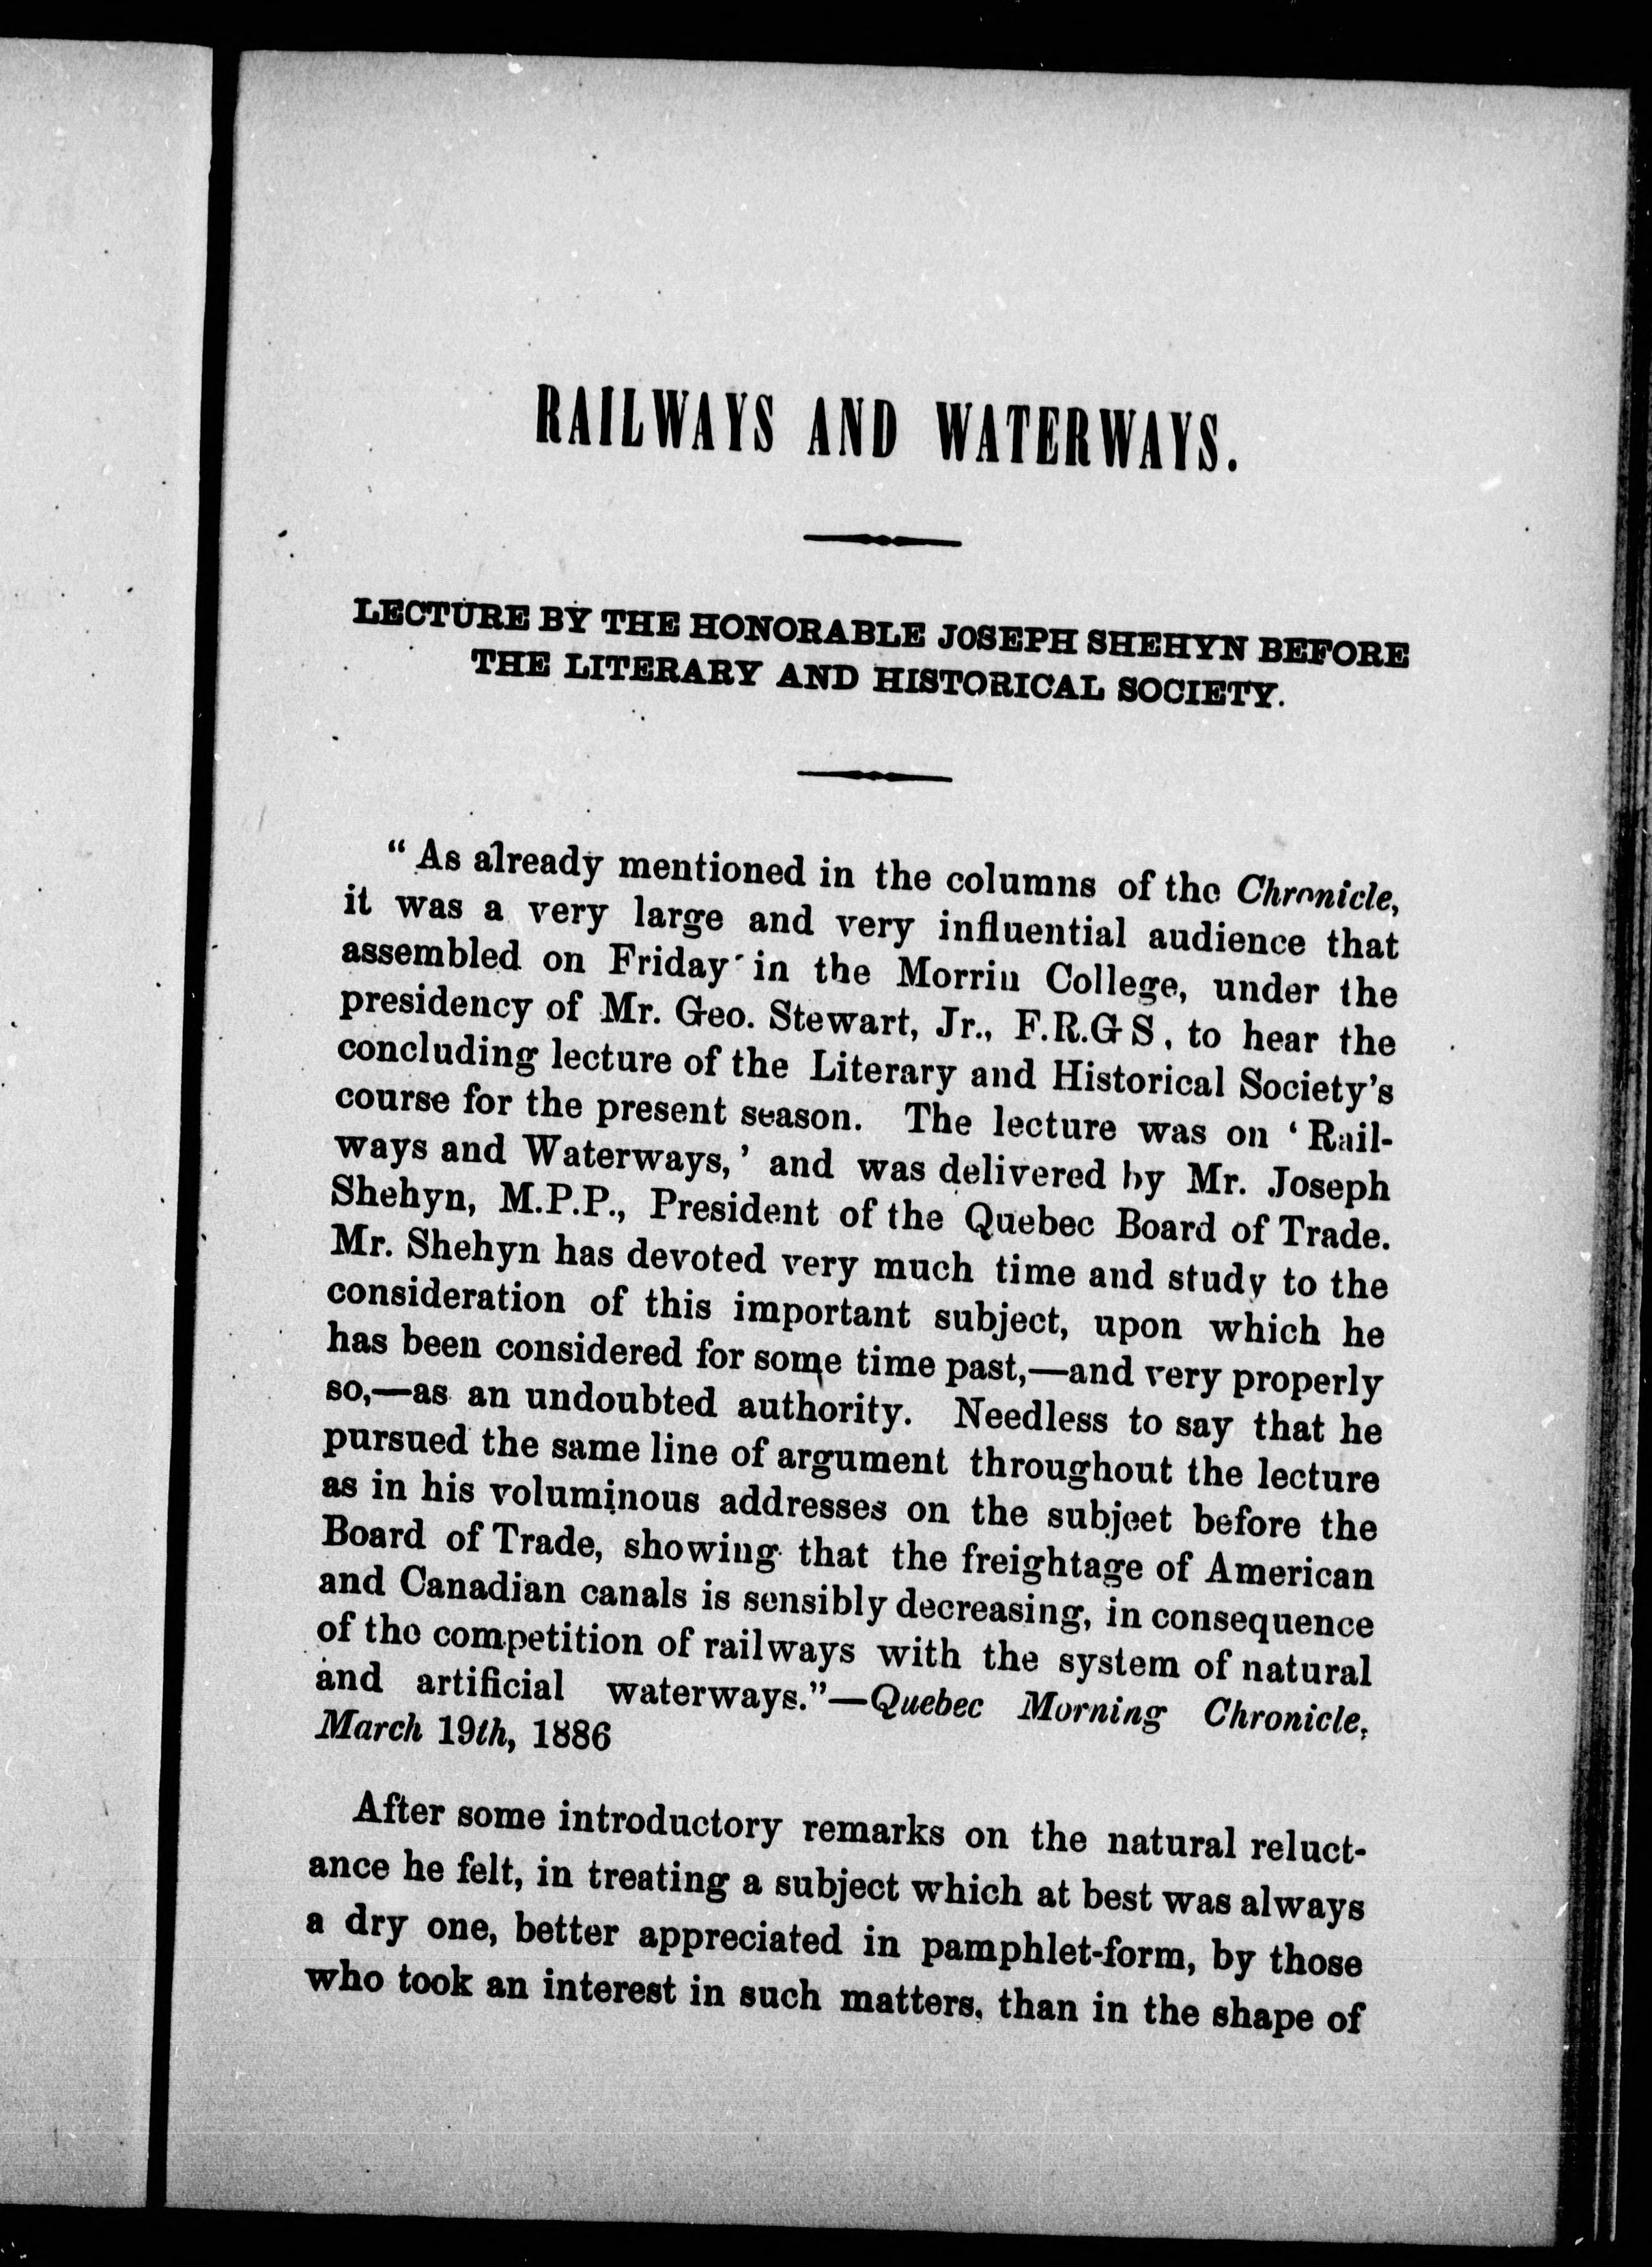 RAILWAYS AND WATERWAYS.
LECTURE BY THE HONORABLE JOSEPH SHEHYN BEFORE
THE LITERARY AND HISTORICAL SOCIETY.
“ As already mentioned in the columns of the Chronicle,
it was a very large and very influential audience that
assembled on Friday in the Morrin College, under the
presidency of Mr. Geo. Stewart, Jr., F.R.G S, to hear the
concluding lecture of the Literary and Historical Society's
course for the present season. The lecture was on ‘ Rail-
ways and Waterways,’ and was delivered by Mr. Joseph
Shehyn, M.P.P., President of the Quebec Board of Trade.
Mr. Shehyn has devoted very much time and study to the
consideration of this important subject, upon which he
has been considered for some time past,—and very properly
so,—as an undoubted authority. Needless to say that he
pursued the same line of argument throughout the lecture
as in his voluminous addresses on the subject before the
Board of Trade, showing that the freightage of American
and Canadian canals is sensibly decreasing, in consequence
of the competition of railways with the system of natural
and artificial waterways.”—Quebec Morning Chronicle,
March 19th, 1886
After some introductory remarks on the natural reluct-
ance he felt, in treating a subject which at best was always
a dry one, better appreciated in pamphlet-form, by those
who took an interest in such matters, than in the shape of